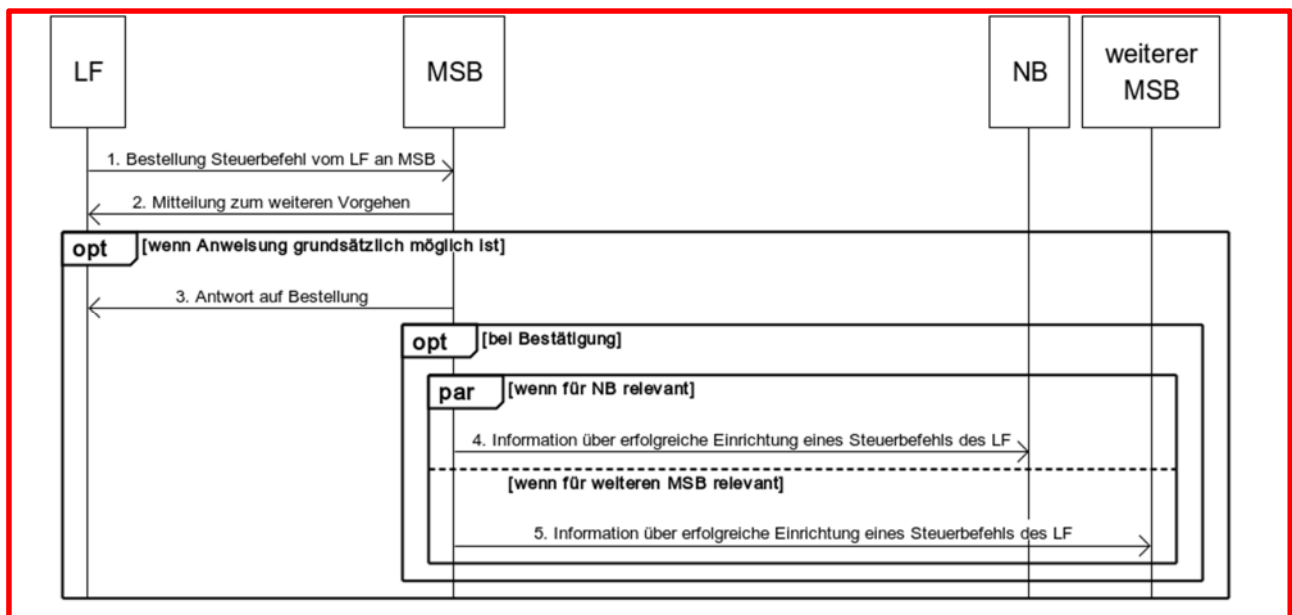 LF
MSB
NB
weiterer
MSB
1. Bestellung Steuerbefehl vom LF an MSB
2. Mitteilung zum weiteren Vorgehen
opt
[wenn Anweisung grundsätzlich möglich ist]
3. Antwort auf Bestellung
opt
[bei Bestätigung]
par
[wenn für NB relevant]
4. Information über erfolgreiche Einrichtung eines Steuerbefehls des LF
[wenn für weiteren MSB relevant]
5. Information über erfolgreiche Einrichtung eines Steuerbefehls des LF